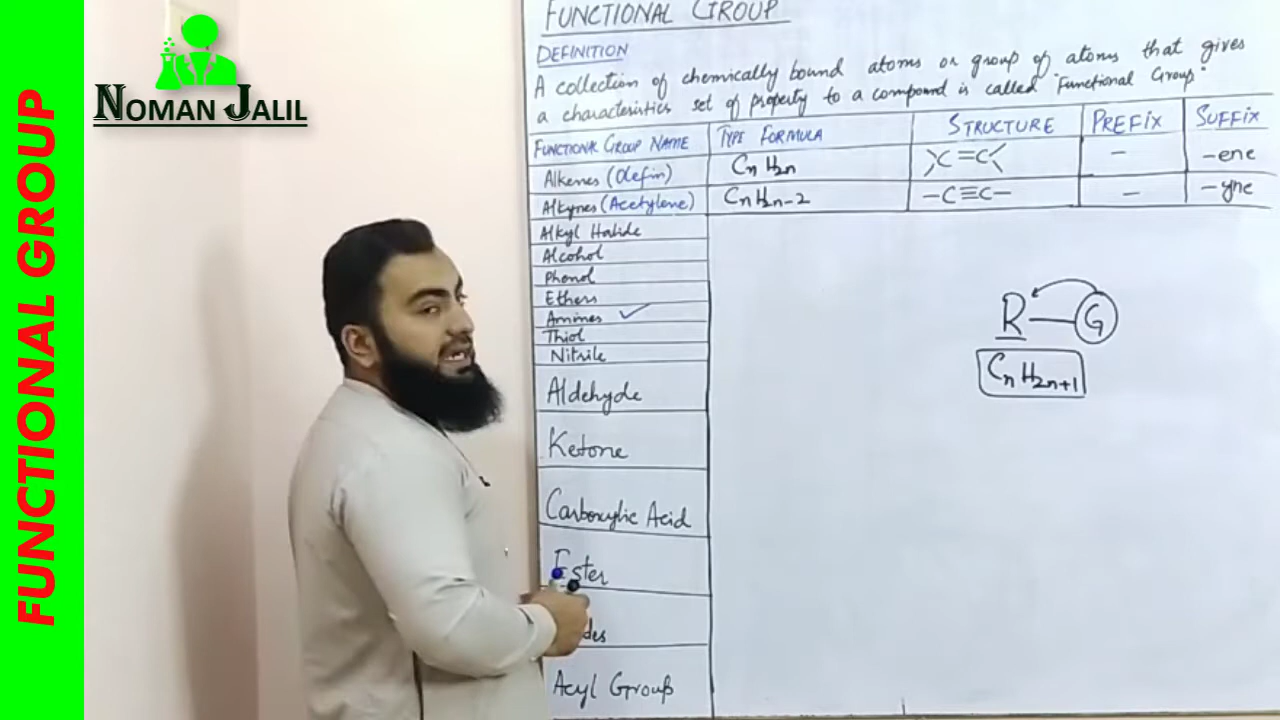 FUNCTIONAL GROUP
NOMAN JALIL
FUNCTIONAL GROUP
DEFINITION
A collection of chemically bound atoms or group of atoms that gives
a characteristics set of property to a compound is called "Functional Group"
FUNCTIONAL GROUP NAME TYPE FORMULA STRUCTURE PREFIX SUFFIX
Alkenes (Olefin) CnH2n >C=C< — -ene
Alkynes (Acetylene) CnH2n-2 -C≡C- — -yne
Alkyl Halide
Alcohol
Phenol
Ethers
Amines ✓
Thiol
Nitrile
Aldehyde
Ketone
Carboxylic Acid
Ester
des
Acyl Group
R — G
CnH2n+1